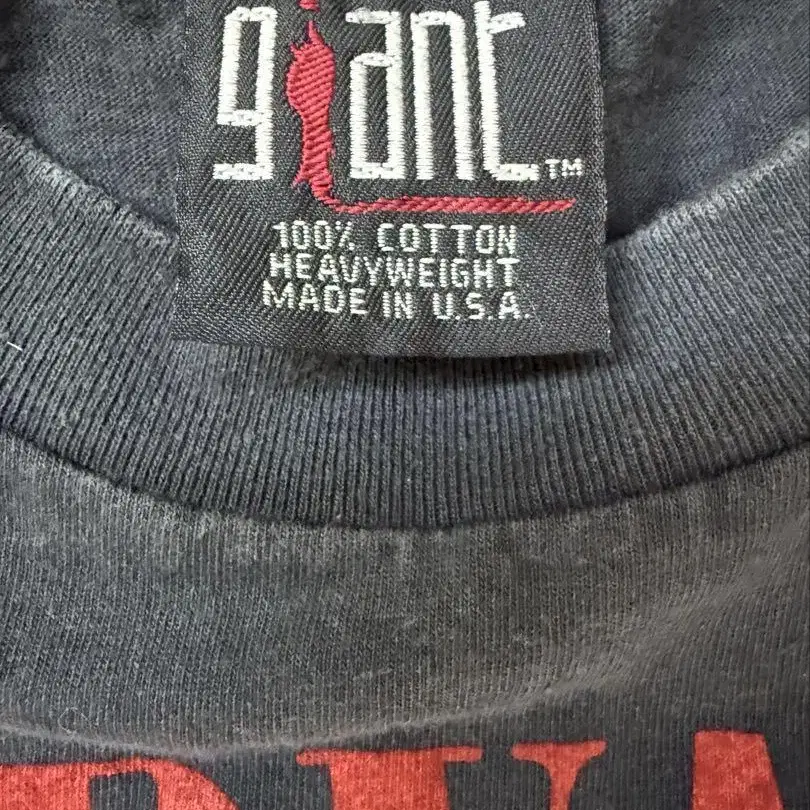 giant™
100% COTTON
HEAVYWEIGHT
MADE IN U.S.A.